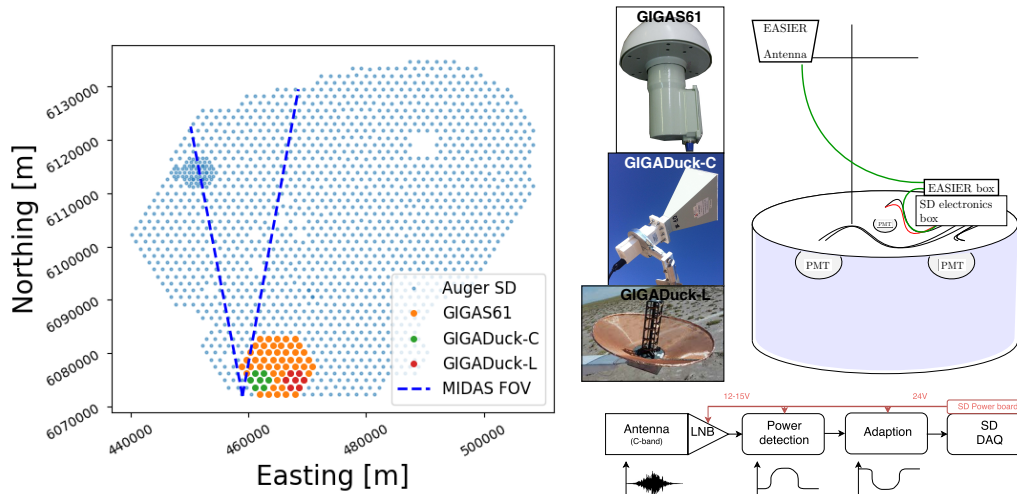 Northing [m]
6130000
6120000
6110000
6100000
6090000
6080000
6070000
440000
460000
480000
500000
Easting [m]
Auger SD
GIGAS61
GIGADuck-C
GIGADuck-L
MIDAS FOV
GIGAS61
GIGADuck-C
GIGADuck-L
EASIER
Antenna
EASIER box
SD electronics
box
PMT
PMT
PMT
12-15V
24V
SD Power board
Antenna
(C-band)
LNB
Power
detection
Adaption
SD
DAQ